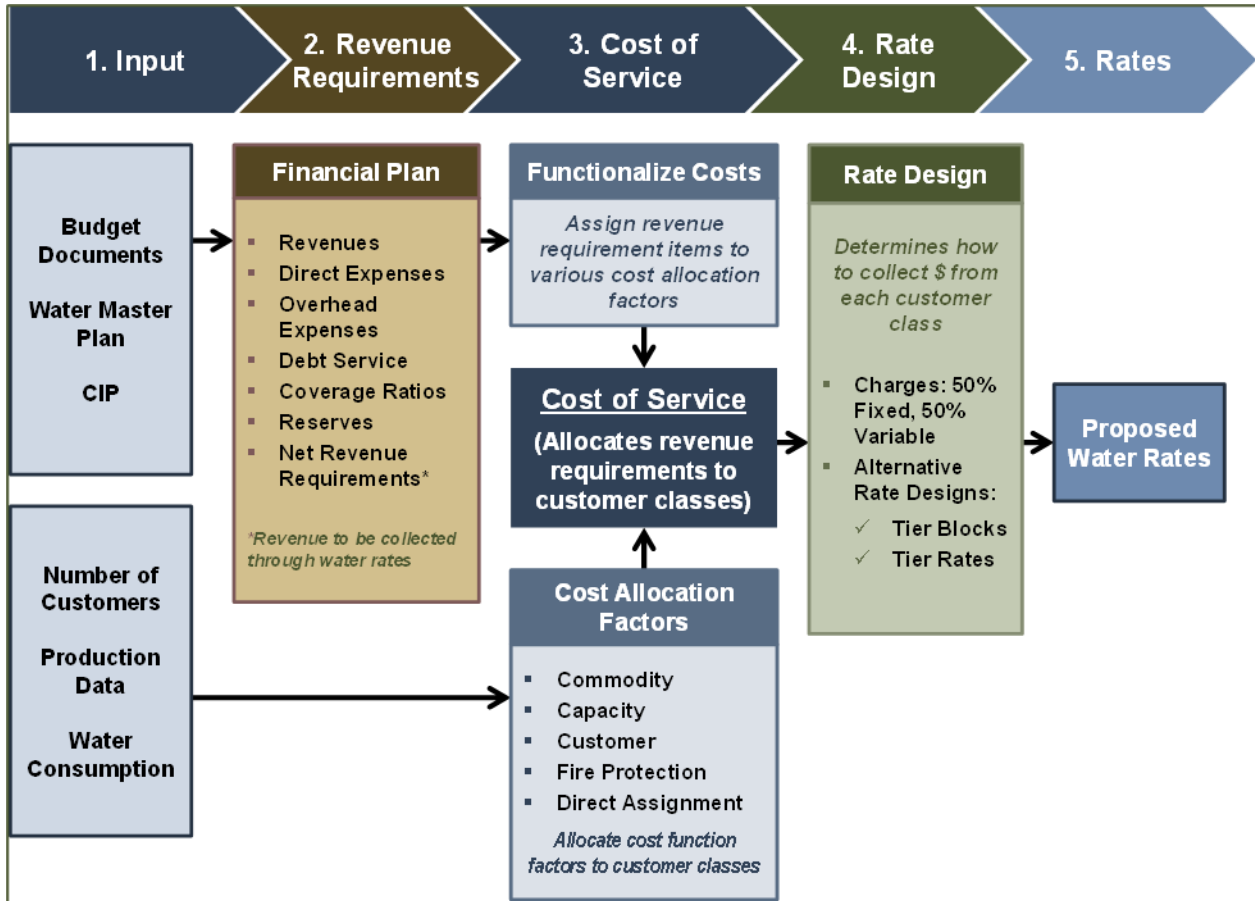 1. Input
2. Revenue
Requirements
3. Cost of
Service
4. Rate
Design
5. Rates
Budget
Documents
Water Master
Plan
CIP
Number of
Customers
Production
Data
Water
Consumption
Financial Plan
Revenues
Direct Expenses
Overhead
Expenses
Debt Service
Coverage Ratios
Reserves
Net Revenue
Requirements*
*Revenue to be collected
through water rates
Functionalize Costs
Assign revenue
requirement items to
various cost allocation
factors
Cost of Service
(Allocates revenue
requirements to
customer classes)
Cost Allocation
Factors
Commodity
Capacity
Customer
Fire Protection
Direct Assignment
Allocate cost function
factors to customer classes
Rate Design
Determines how
to collect $ from
each customer
class
Charges: 50%
Fixed, 50%
Variable
Alternative
Rate Designs:
✓ Tier Blocks
✓ Tier Rates
Proposed
Water Rates